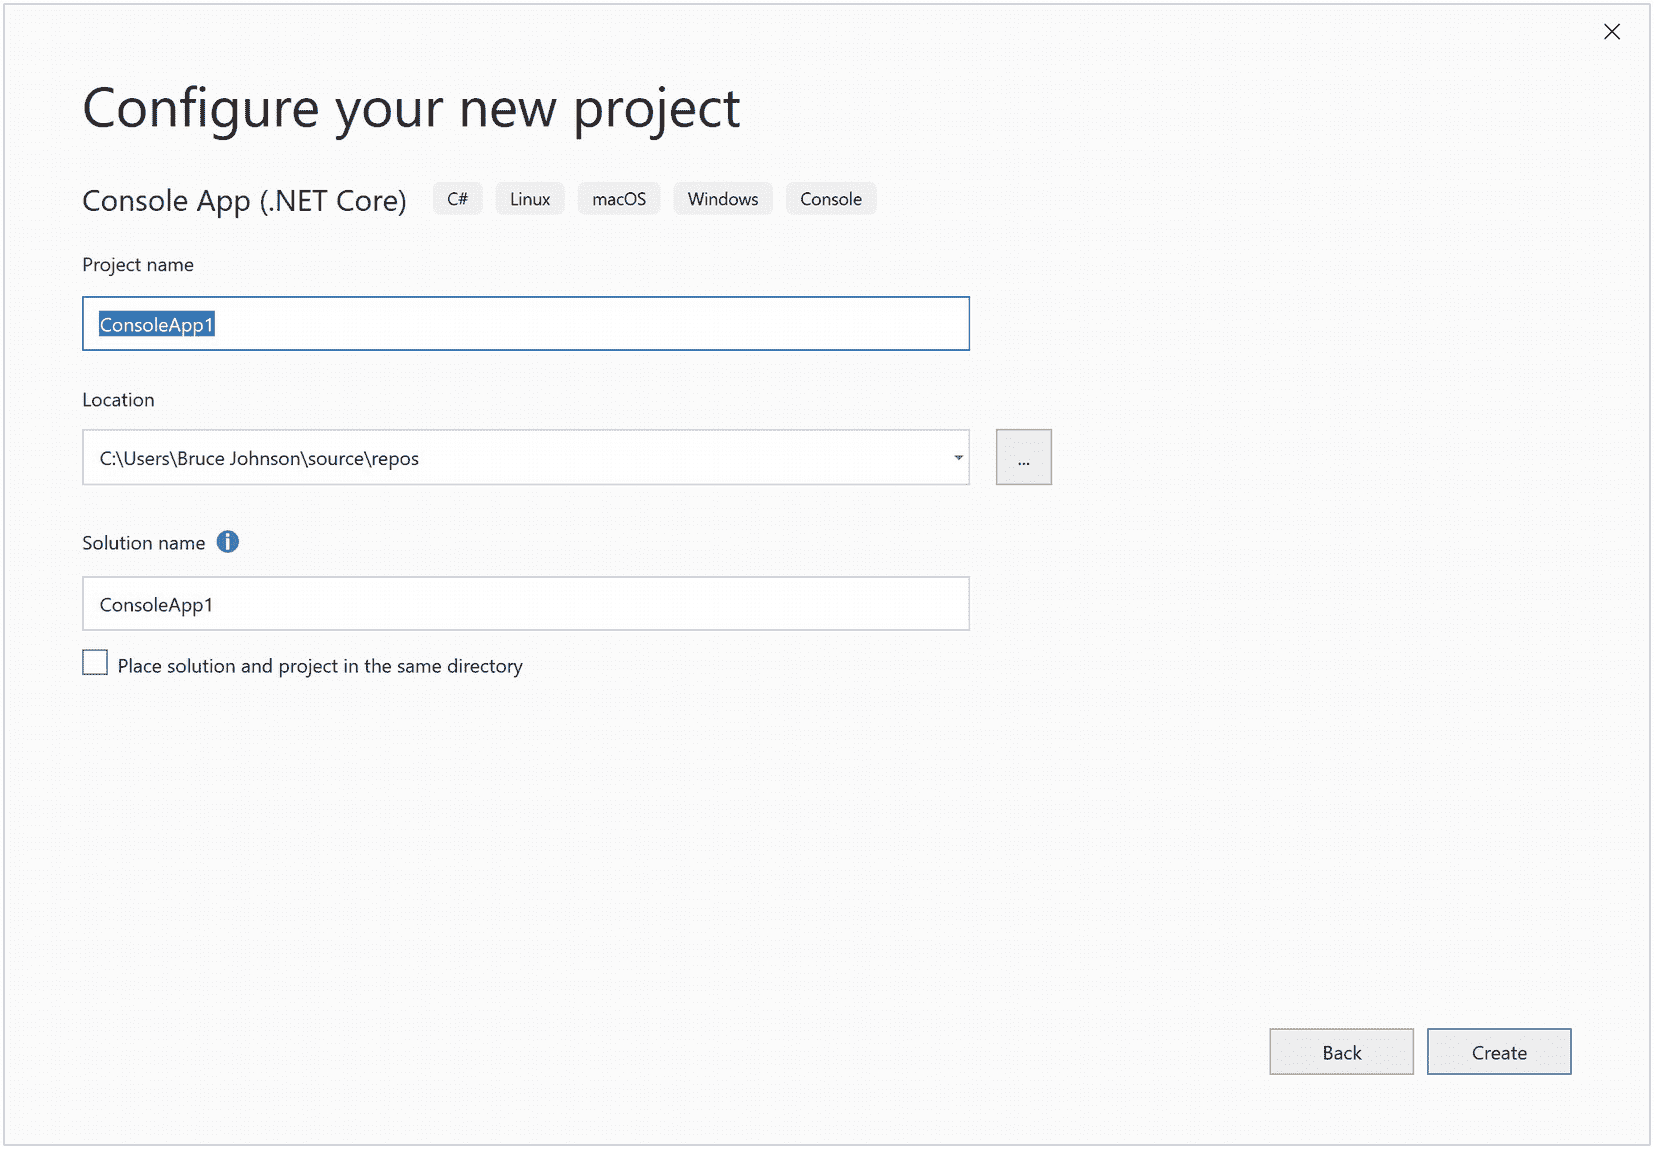 Configure your new project
Console App (.NET Core) C# Linux macOS Windows Console
Project name
ConsoleApp1
Location
C:\Users\Bruce Johnson\source\repos
...
Solution name
ConsoleApp1
Place solution and project in the same directory
Back Create